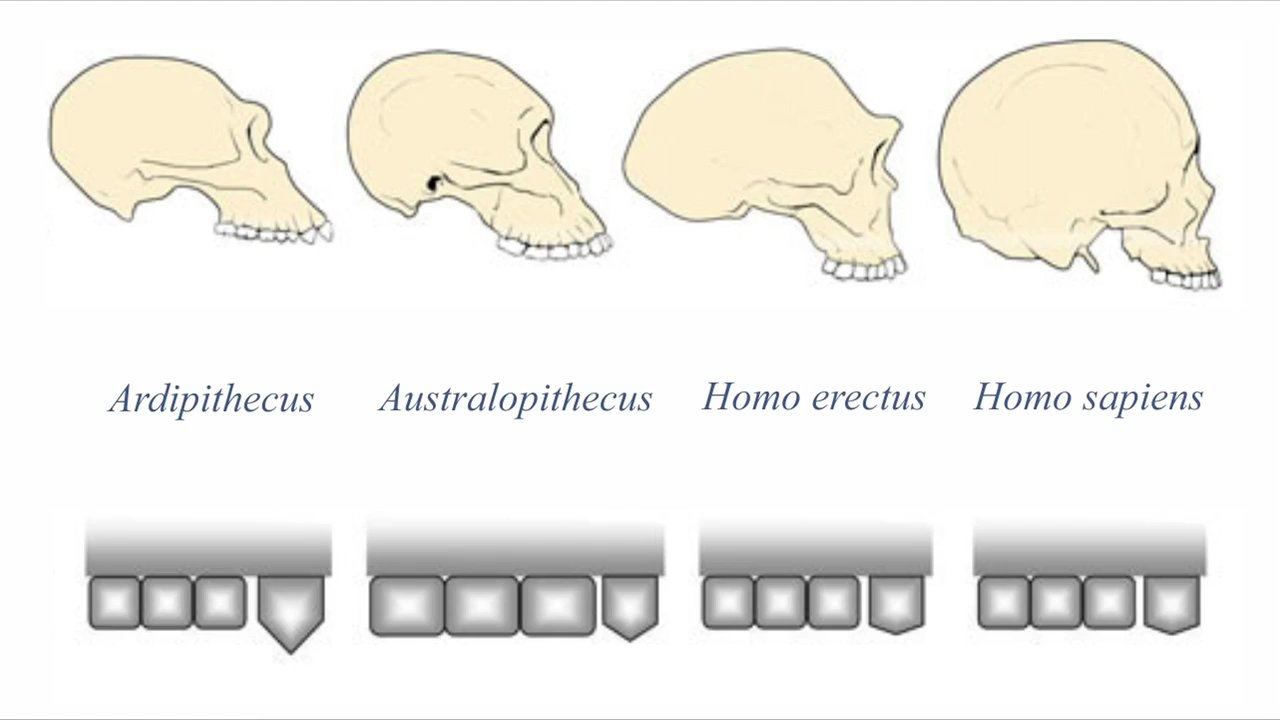 Ardipithecus
Australopithecus
Homo erectus
Homo sapiens